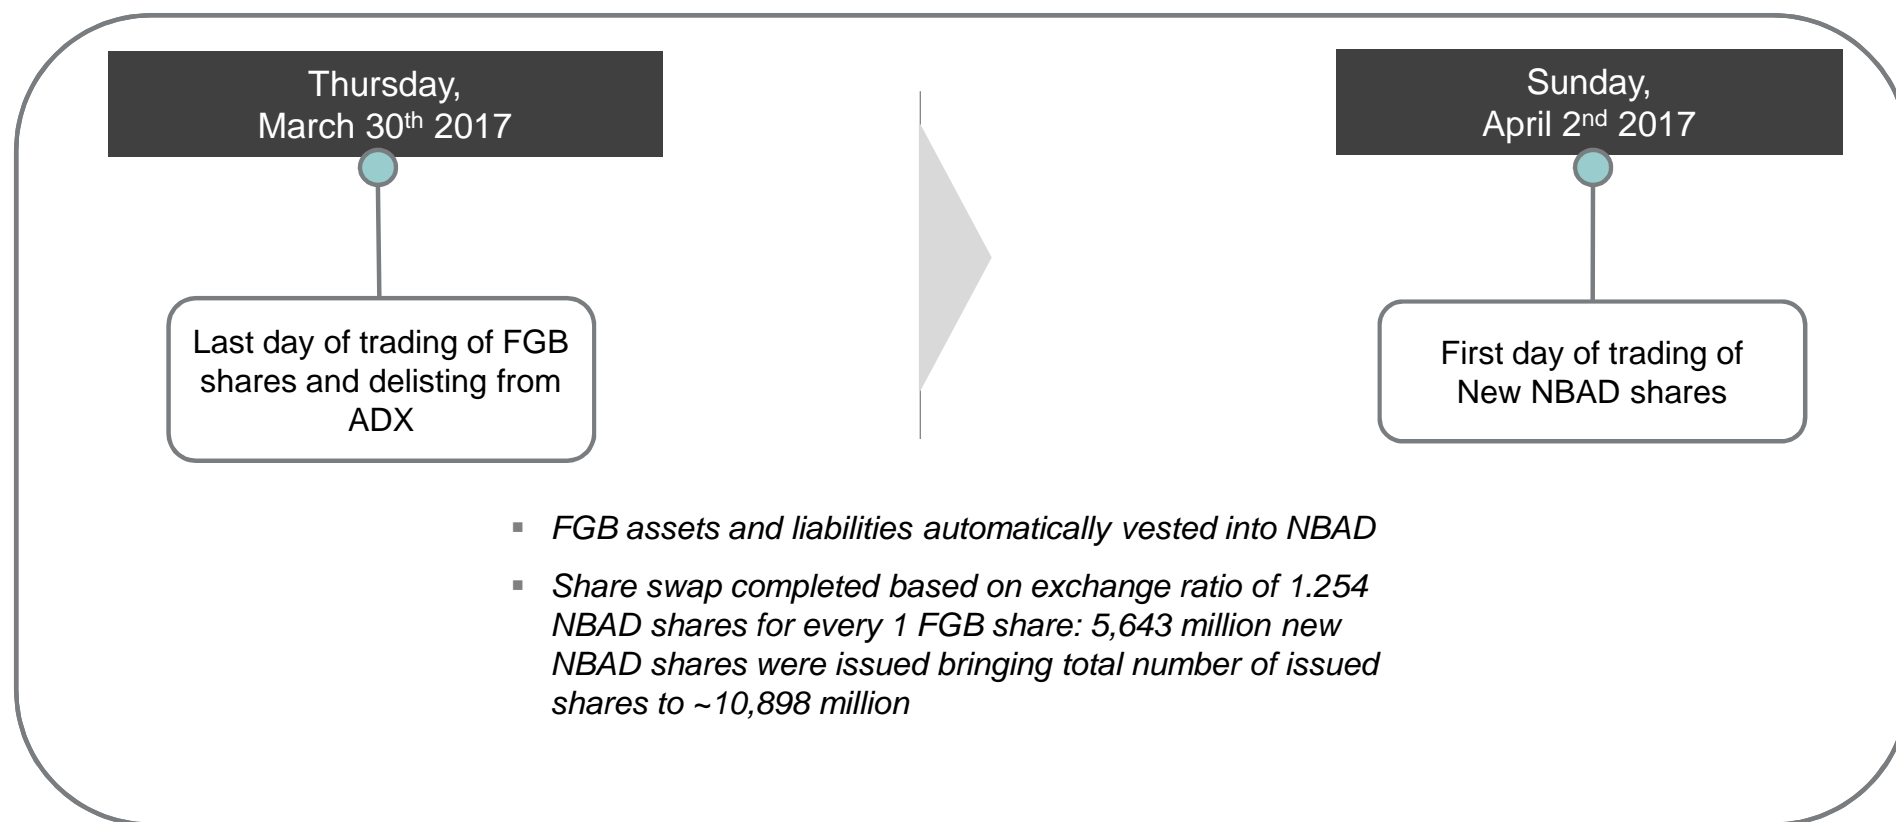 Thursday,
March 30th 2017
Sunday,
April 2nd 2017
Last day of trading of FGB
shares and delisting from
ADX
First day of trading of
New NBAD shares
▪ FGB assets and liabilities automatically vested into NBAD
▪ Share swap completed based on exchange ratio of 1.254
NBAD shares for every 1 FGB share: 5,643 million new
NBAD shares were issued bringing total number of issued
shares to ~10,898 million